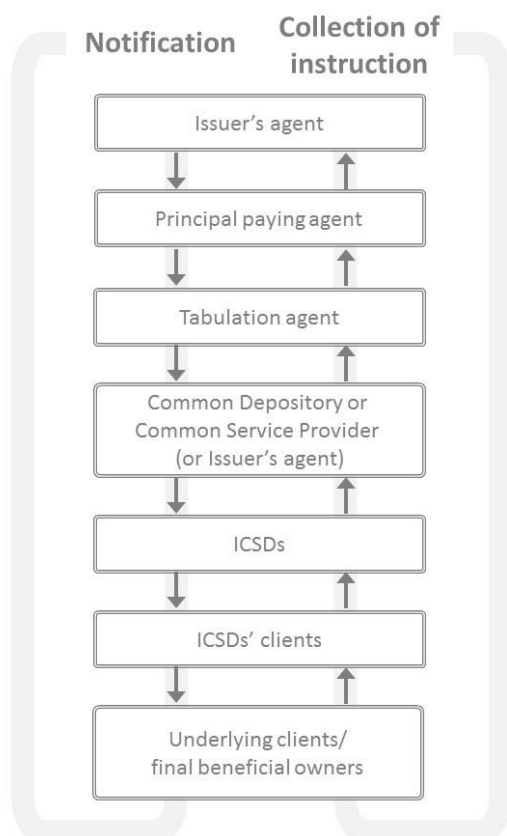 Notification
Collection of
instruction
Issuer’s agent
Principal paying agent
Tabulation agent
Common Depository or
Common Service Provider
(or Issuer’s agent)
ICSDs
ICSDs’ clients
Underlying clients/
final beneficial owners